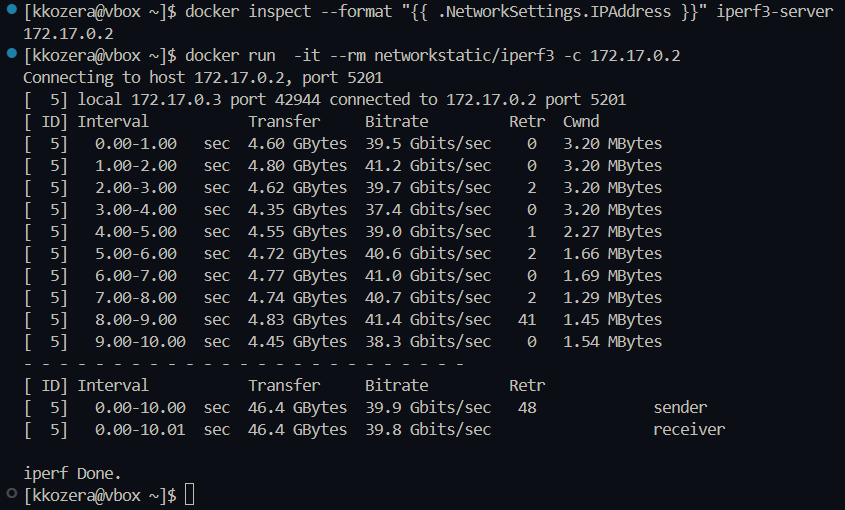 [kkozera@vbox ~]$ docker inspect --format "{{ .NetworkSettings.IPAddress }}" iperf3-server
172.17.0.2
[kkozera@vbox ~]$ docker run  -it --rm networkstatic/iperf3 -c 172.17.0.2
Connecting to host 172.17.0.2, port 5201
[  5] local 172.17.0.3 port 42944 connected to 172.17.0.2 port 5201
[ ID] Interval           Transfer     Bitrate         Retr  Cwnd
[  5]   0.00-1.00   sec  4.60 GBytes  39.5 Gbits/sec    0   3.20 MBytes
[  5]   1.00-2.00   sec  4.80 GBytes  41.2 Gbits/sec    0   3.20 MBytes
[  5]   2.00-3.00   sec  4.62 GBytes  39.7 Gbits/sec    2   3.20 MBytes
[  5]   3.00-4.00   sec  4.35 GBytes  37.4 Gbits/sec    0   3.20 MBytes
[  5]   4.00-5.00   sec  4.55 GBytes  39.0 Gbits/sec    1   2.27 MBytes
[  5]   5.00-6.00   sec  4.72 GBytes  40.6 Gbits/sec    2   1.66 MBytes
[  5]   6.00-7.00   sec  4.77 GBytes  41.0 Gbits/sec    0   1.69 MBytes
[  5]   7.00-8.00   sec  4.74 GBytes  40.7 Gbits/sec    2   1.29 MBytes
[  5]   8.00-9.00   sec  4.83 GBytes  41.4 Gbits/sec   41   1.45 MBytes
[  5]   9.00-10.00  sec  4.45 GBytes  38.3 Gbits/sec    0   1.54 MBytes
- - - - - - - - - - - - - - - - - - - - - - - - -
[ ID] Interval           Transfer     Bitrate         Retr
[  5]   0.00-10.00  sec  46.4 GBytes  39.9 Gbits/sec   48             sender
[  5]   0.00-10.01  sec  46.4 GBytes  39.8 Gbits/sec                  receiver

iperf Done.
[kkozera@vbox ~]$